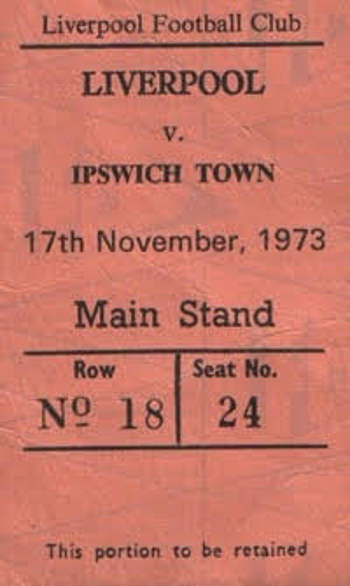 Liverpool Football Club
LIVERPOOL
v.
IPSWICH TOWN
17th November, 1973
Main Stand
Row Seat No.
Nº 18 24
This portion to be retained